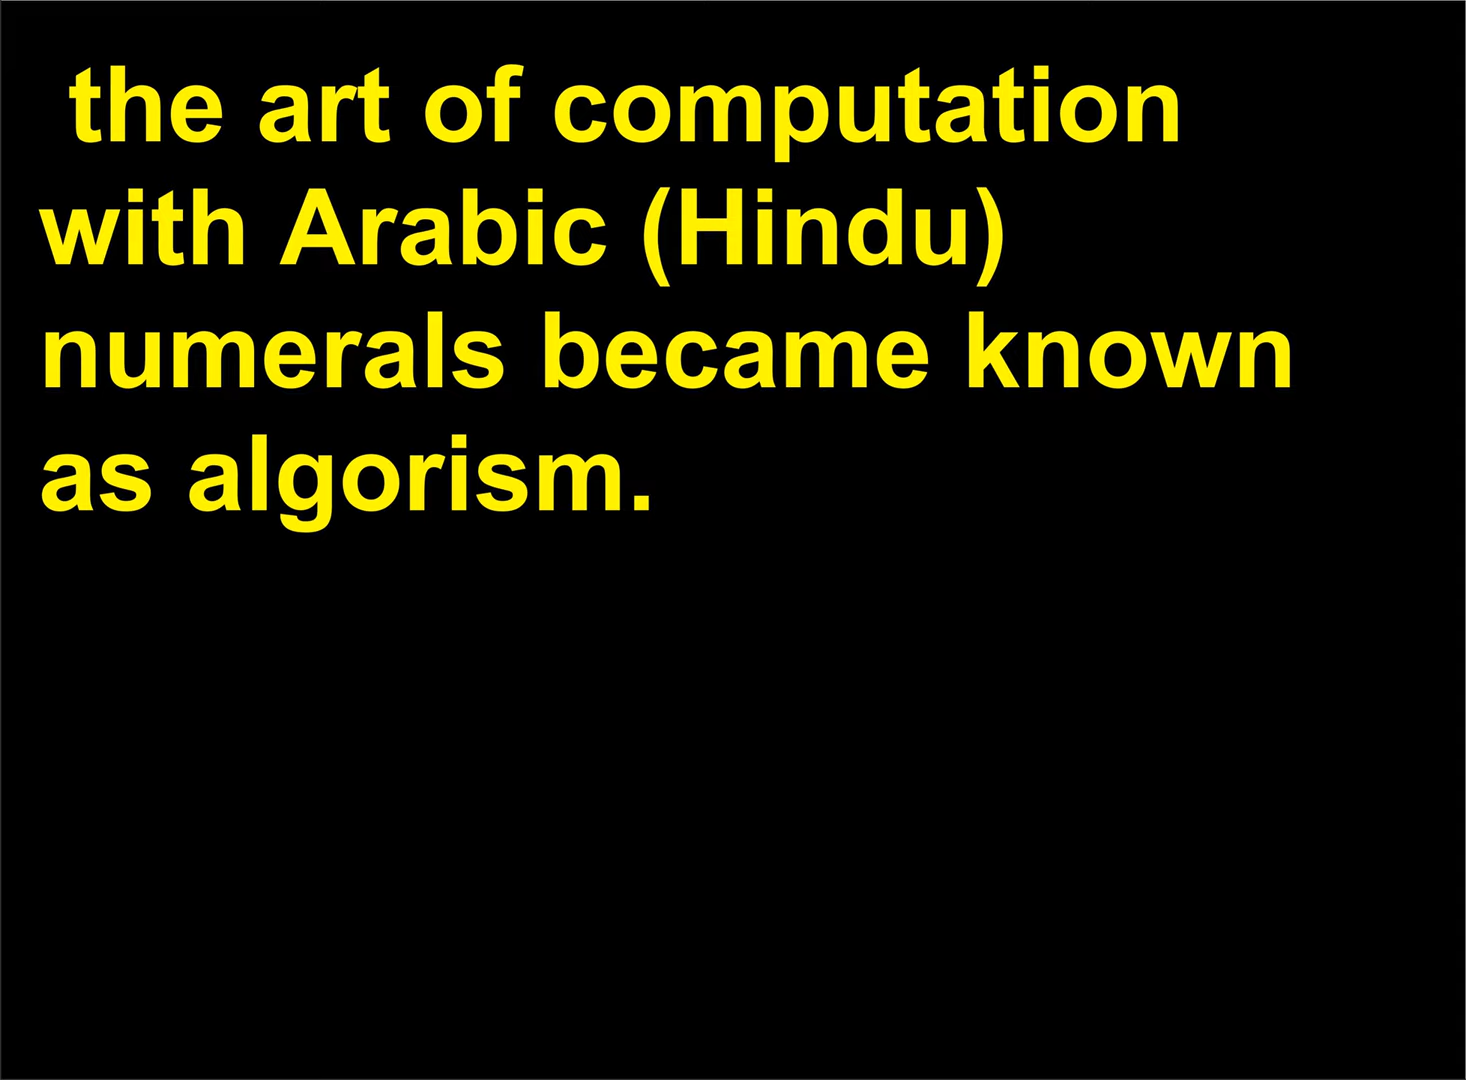 the art of computation
with Arabic (Hindu)
numerals became known
as algorism.